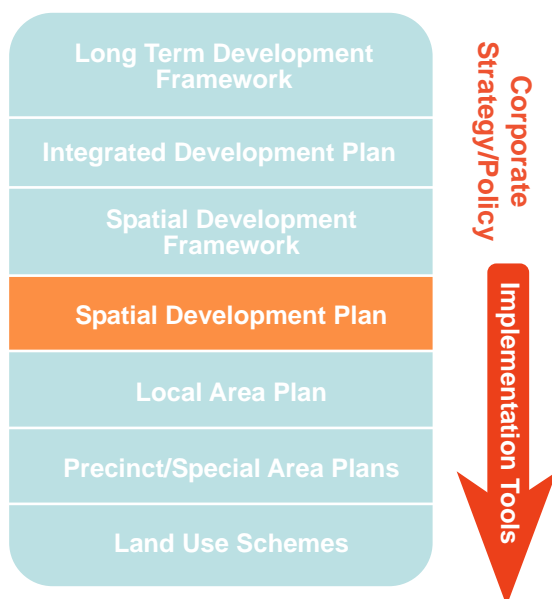 Long Term Development
Framework
Integrated Development Plan
Spatial Development
Framework
Spatial Development Plan
Local Area Plan
Precinct/Special Area Plans
Land Use Schemes
Corporate
Strategy/Policy
Implementation Tools